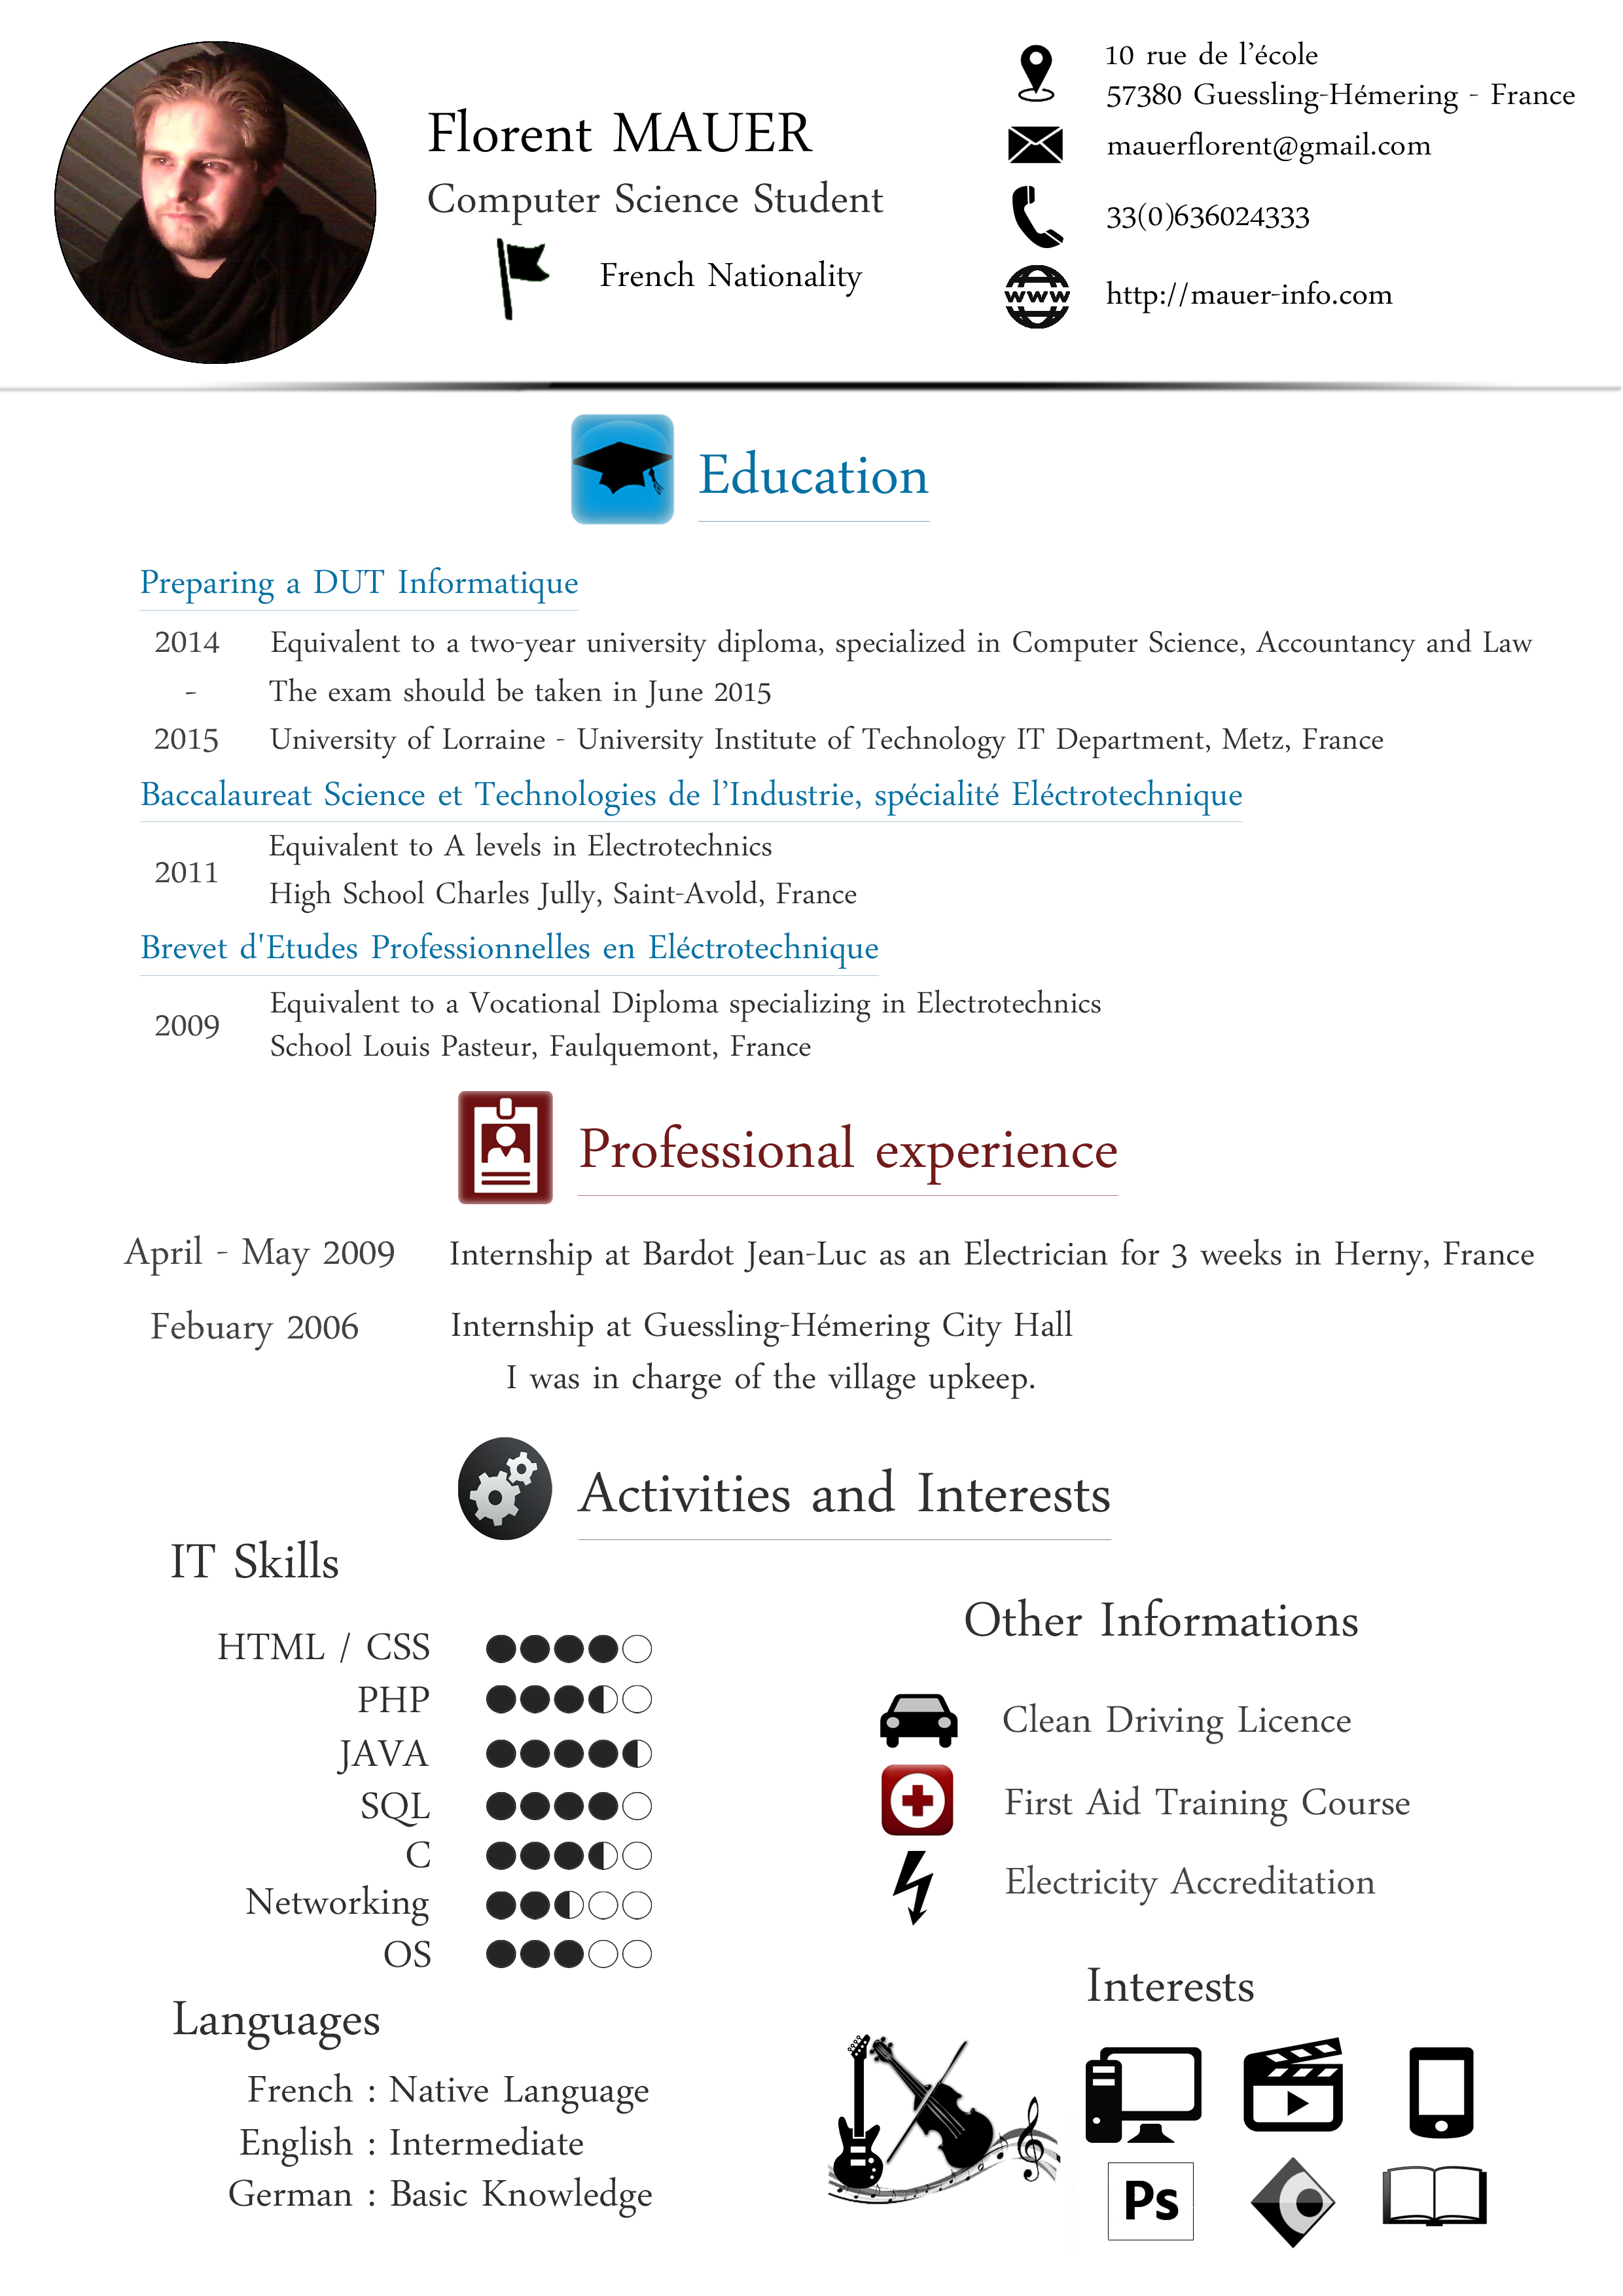 Florent MAUER
Computer Science Student
French Nationality
10 rue de l'école
57380 Guessling-Hémering - France
mauerflorent@gmail.com
33(0)636024333
www
http://mauer-info.com
Education
Preparing a DUT Informatique
2014 Equivalent to a two-year university diploma, specialized in Computer Science, Accountancy and Law
- The exam should be taken in June 2015
2015 University of Lorraine - University Institute of Technology IT Department, Metz, France
Baccalaureat Science et Technologies de l'Industrie, spécialité Eléctrotechnique
Equivalent to A levels in Electrotechnics
2011
High School Charles Jully, Saint-Avold, France
Brevet d'Etudes Professionnelles en Eléctrotechnique
Equivalent to a Vocational Diploma specializing in Electrotechnics
2009
School Louis Pasteur, Faulquemont, France
Professional experience
April - May 2009 Internship at Bardot Jean-Luc as an Electrician for 3 weeks in Herny, France
Febuary 2006 Internship at Guessling-Hémering City Hall
I was in charge of the village upkeep.
Activities and Interests
IT Skills
HTML / CSS
PHP
JAVA
SQL
C
Networking
OS
Languages
French : Native Language
English : Intermediate
German : Basic Knowledge
Other Informations
Clean Driving Licence
First Aid Training Course
Electricity Accreditation
Interests
Ps